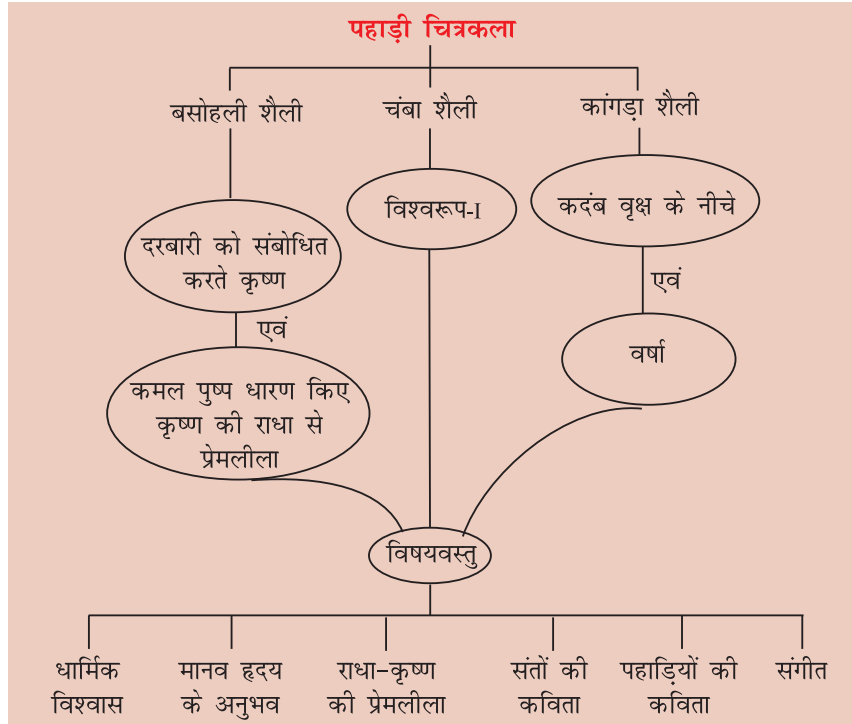 पहाड़ी चित्रकला
बसोहली शैली
चंबा शैली
कांगड़ा शैली
दरबारी को संबोधित
करते कृष्ण
एवं
कमल पुष्प धारण किए
कृष्ण की राधा से
प्रेमलीला
विश्वरूप-I
कदंब वृक्ष के नीचे
एवं
वर्षा
विषयवस्तु
धार्मिक
विश्वास
मानव हृदय
के अनुभव
राधा-कृष्ण
की प्रेमलीला
संतों की
कविता
पहाड़ियों की
कविता
संगीत